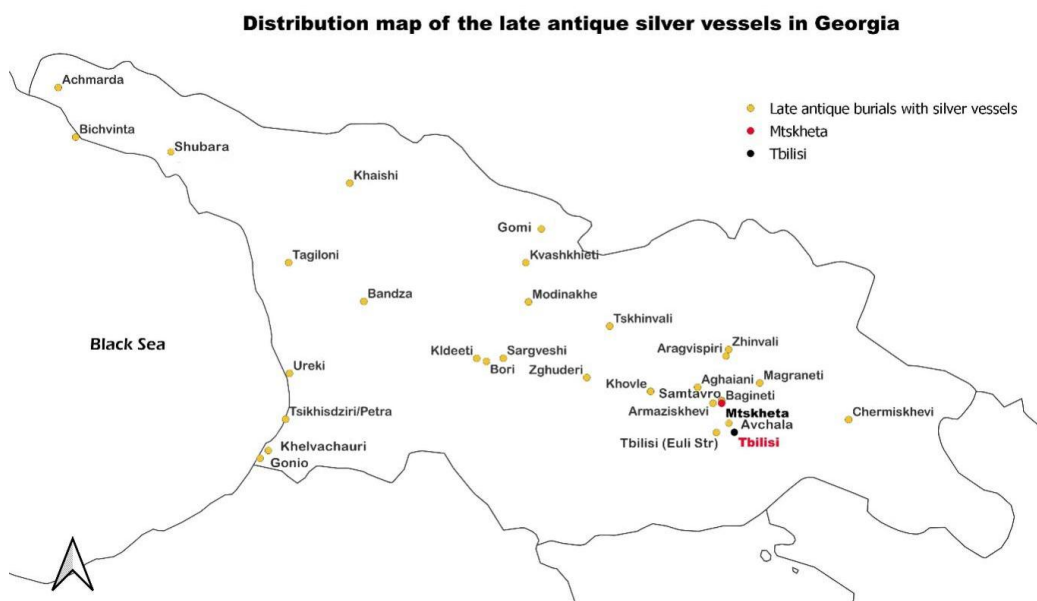 Distribution map of the late antique silver vessels in Georgia
Achmarda
Late antique burials with silver vessels
Bichvinta
Mtskheta
Shubara
Tbilisi
Khaishi
Gomi
Tagiloni
Kvashkhieti
Bandza
Modinakhe
Tskhinvali
Black Sea
Zhinvali
Aragvispiri
Kldeeti
Sargveshi
Bori
Zghuderi
Ureki
Aghaiani
Magraneti
Khovle
Samtavro
Bagineti
Armaziskhevi
Mtskheta
Tsikhisdziri/Petra
Chermiskhevi
Avchala
Tbilisi (Euli Str)
Tbilisi
Khelvachauri
Gonio